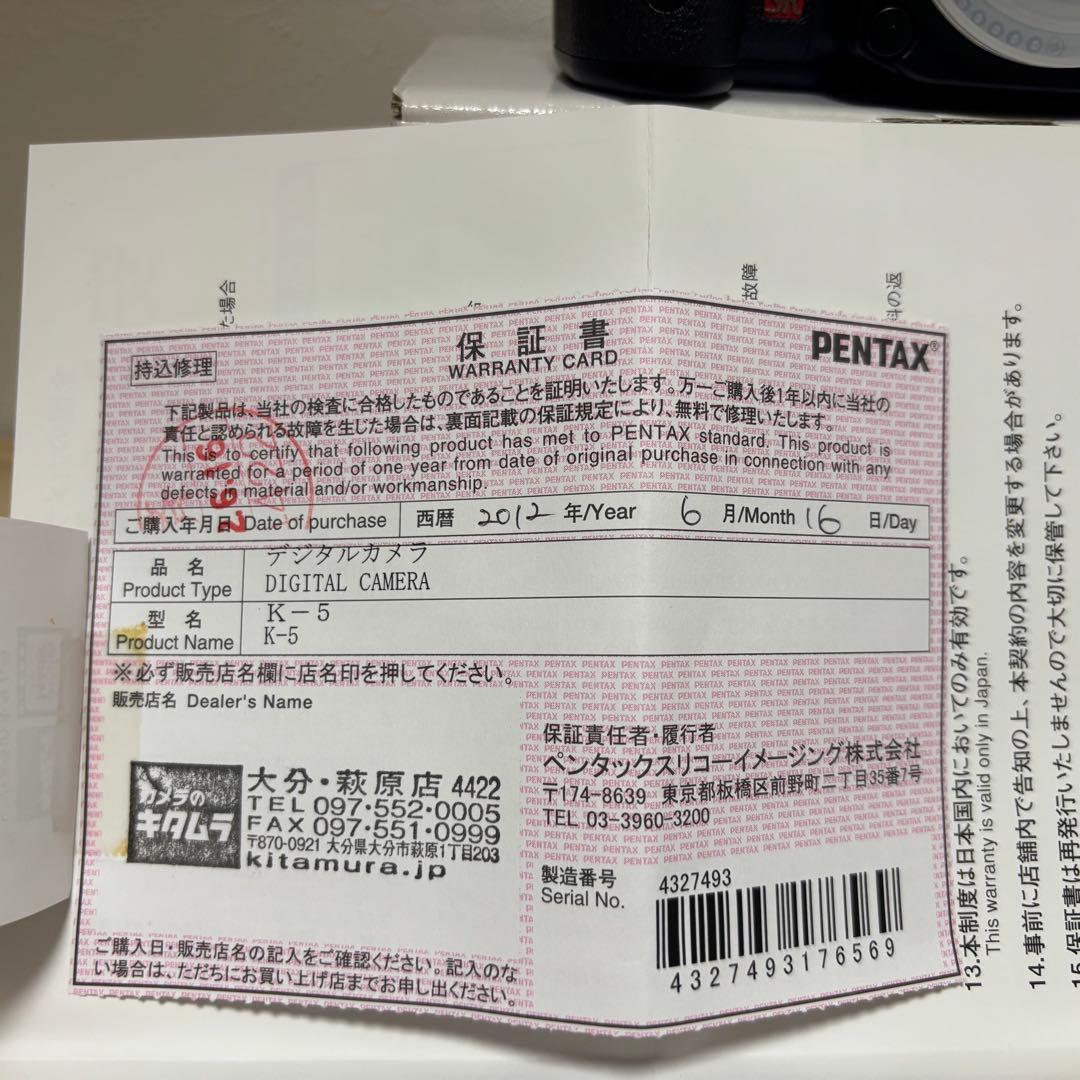 た場合
故障
料の返
持込修理
保証書
WARRANTY CARD
PENTAX®
下記製品は、当社の検査に合格したものであることを証明いたします。万一ご購入後1年以内に当社の
責任と認められる故障を生じた場合は、裏面記載の保証規定により、無料で修理いたします。
This is to certify that following product has met to PENTAX standard. This product is
warranted for a period of one year from date of original purchase in connection with any
defects in material and/or workmanship.
ご購入年月日 Date of purchase 西暦 2012 年/Year 6 月/Month 16 日/Day
品名 デジタルカメラ
Product Type DIGITAL CAMERA
型名 K-5
Product Name K-5
※必ず販売店名欄に店名印を押してください。
販売店名 Dealer's Name
カメラの
キタムラ
大分・萩原店 4422
TEL 097・552・0005
FAX 097・551・0999
〒870-0921 大分県大分市萩原1丁目203
kitamura.jp
ご購入日・販売店名の記入をご確認ください。記入のな
い場合は、ただちにお買い上げ店までお申し出ください。
保証責任者・履行者
ペンタックスリコーイメージング株式会社
〒174-8639 東京都板橋区前野町二丁目35番7号
TEL 03-3960-3200
製造番号
Serial No.
4327493
4327493176569
13.本制度は日本国内においてのみ有効です。
This warranty is valid only in Japan.
14.事前に店舗内で告知の上、本契約の内容を変更する場合があります。
15.保証書は再発行いたしませんので大切に保管して下さい。